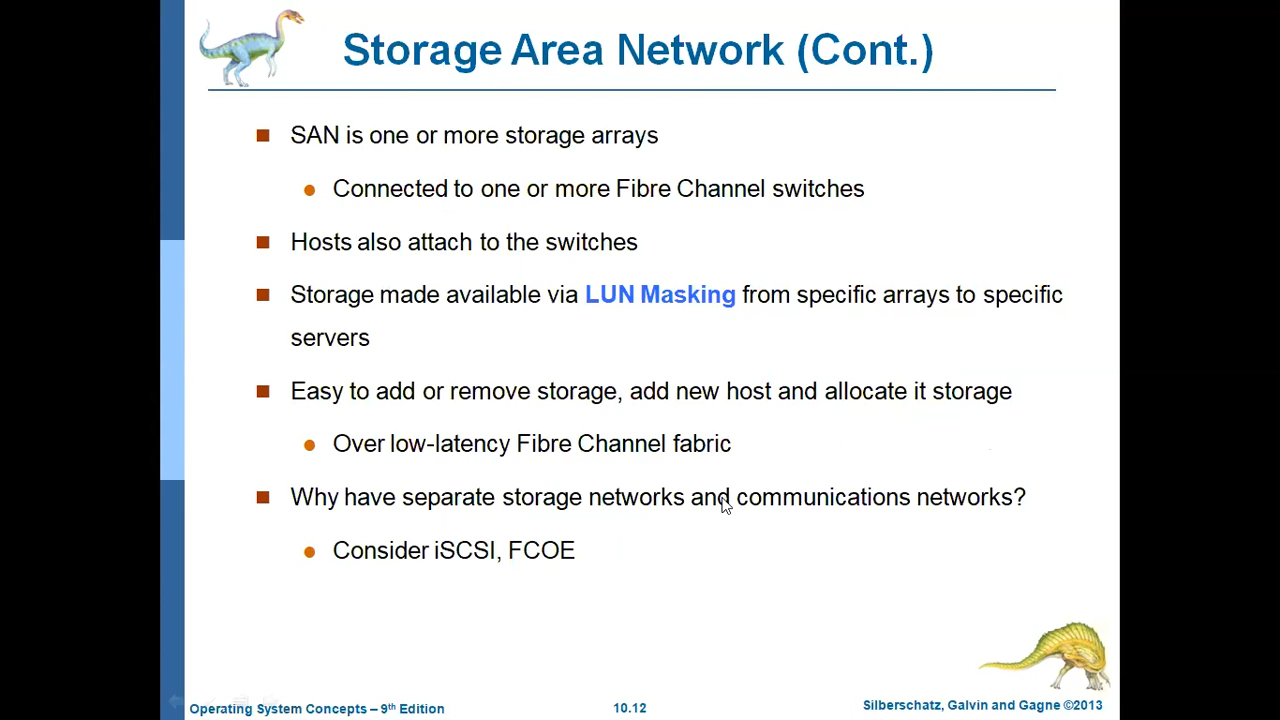 Storage Area Network (Cont.)
SAN is one or more storage arrays
Connected to one or more Fibre Channel switches
Hosts also attach to the switches
Storage made available via LUN Masking from specific arrays to specific
servers
Easy to add or remove storage, add new host and allocate it storage
Over low-latency Fibre Channel fabric
Why have separate storage networks and communications networks?
Consider iSCSI, FCOE
Operating System Concepts – 9th Edition
10.12
Silberschatz, Galvin and Gagne ©2013